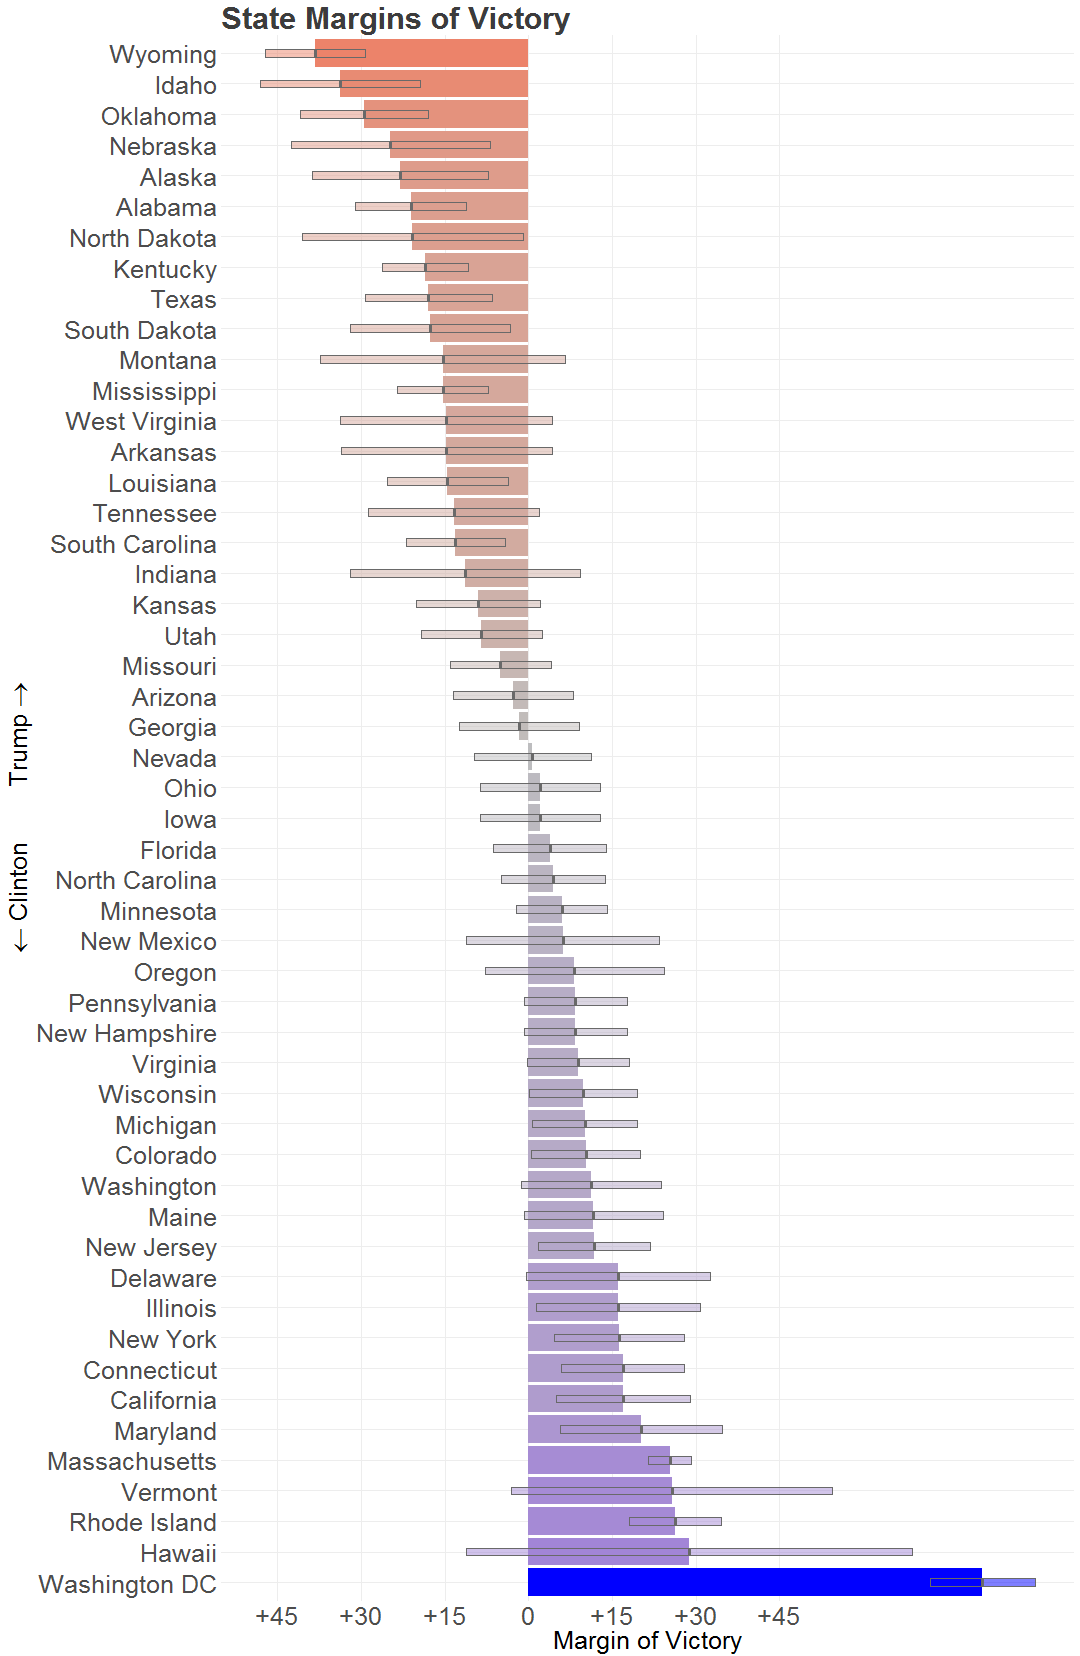 State Margins of Victory
Wyoming
Idaho
Oklahoma
Nebraska
Alaska
Alabama
North Dakota
Kentucky
Texas
South Dakota
Montana
Mississippi
West Virginia
Arkansas
Louisiana
Tennessee
South Carolina
Indiana
Kansas
Utah
Missouri
Arizona
Georgia
Nevada
Ohio
Iowa
Florida
North Carolina
Minnesota
New Mexico
Oregon
Pennsylvania
New Hampshire
Virginia
Wisconsin
Michigan
Colorado
Washington
Maine
New Jersey
Delaware
Illinois
New York
Connecticut
California
Maryland
Massachusetts
Vermont
Rhode Island
Hawaii
Washington DC
← Clinton Trump →
+45 +30 +15 0 +15 +30 +45
Margin of Victory